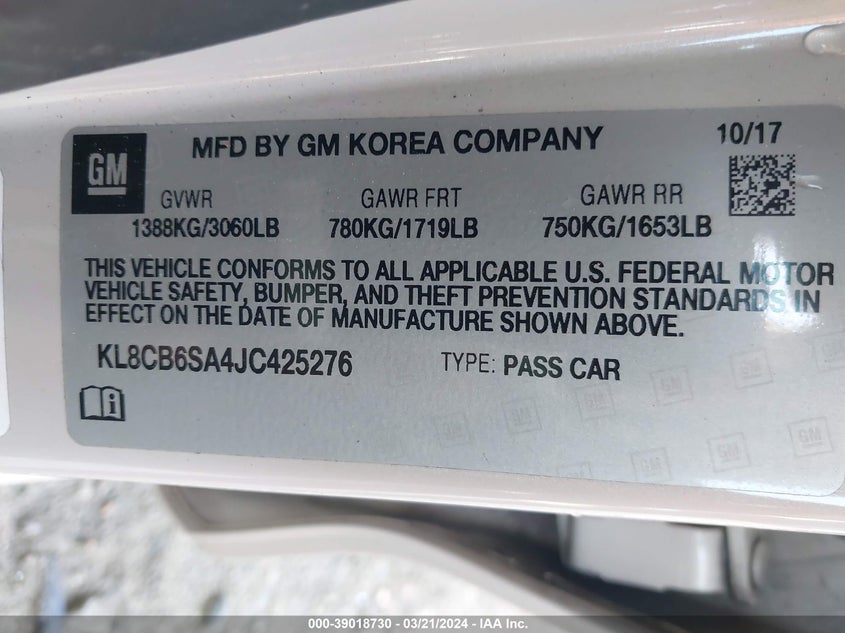 GM
MFD BY GM KOREA COMPANY
10/17
GVWR GAWR FRT GAWR RR
1388KG/3060LB 780KG/1719LB 750KG/1653LB
THIS VEHICLE CONFORMS TO ALL APPLICABLE U.S. FEDERAL MOTOR
VEHICLE SAFETY, BUMPER, AND THEFT PREVENTION STANDARDS IN
EFFECT ON THE DATE OF MANUFACTURE SHOWN ABOVE.
KL8CB6SA4JC425276 TYPE: PASS CAR
000-39018730 - 03/21/2024 - IAA Inc.